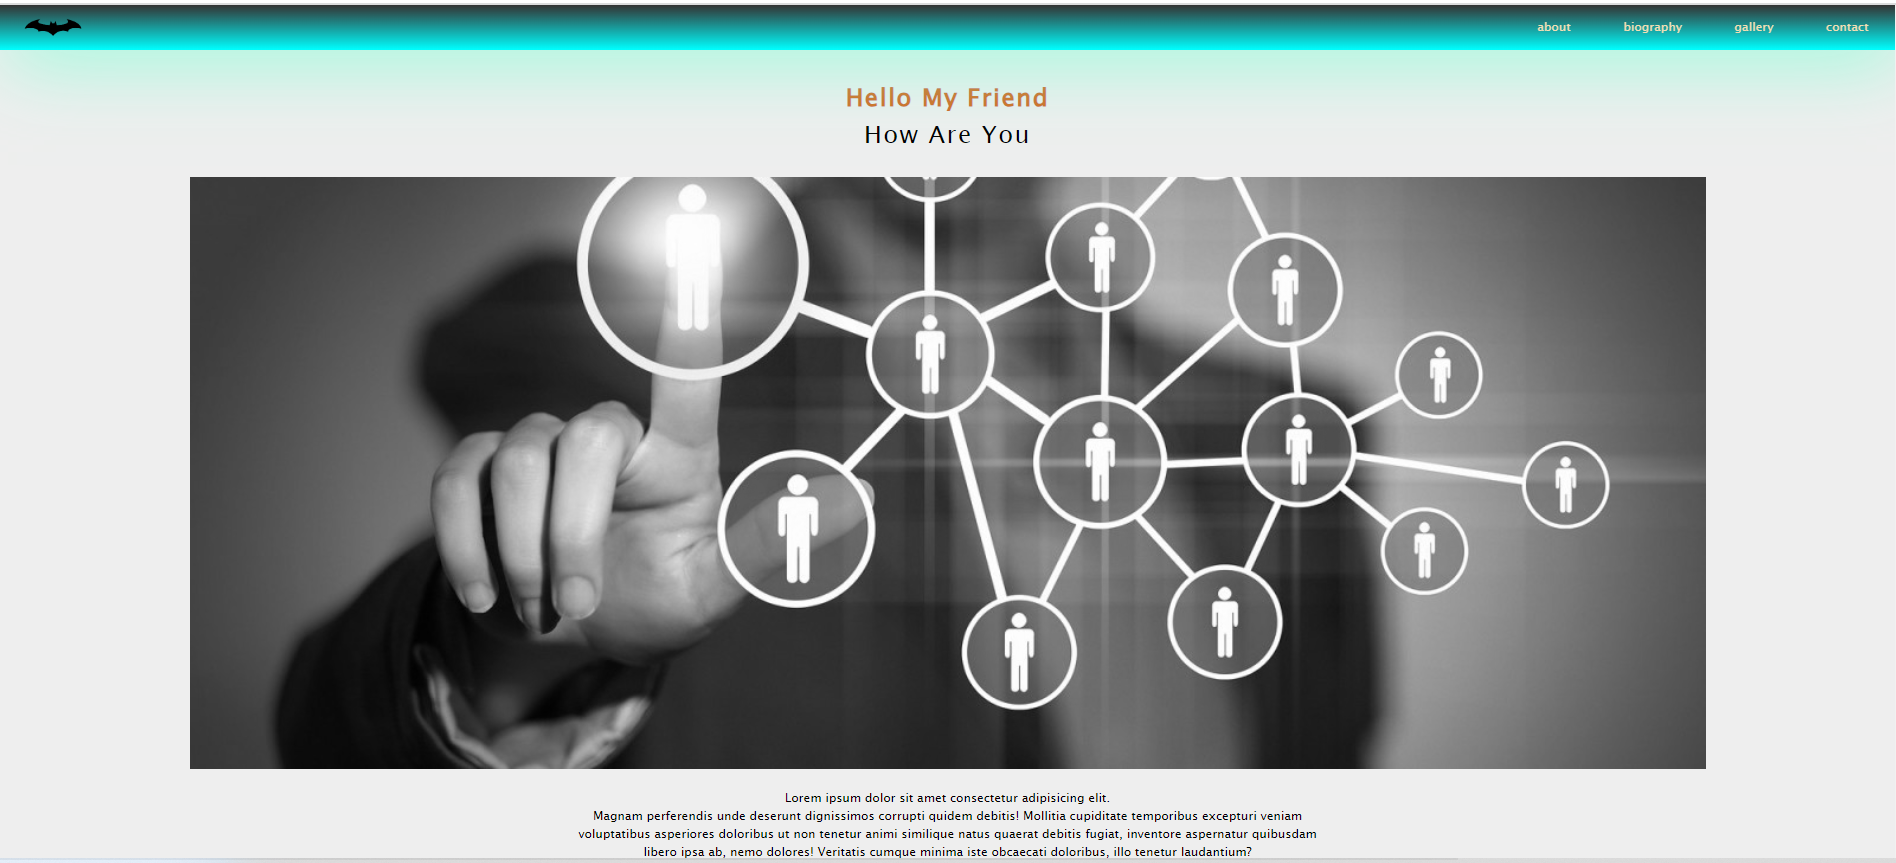 about
biography
gallery
contact
Hello My Friend
How Are You
Lorem ipsum dolor sit amet consectetur adipisicing elit.
Magnam perferendis unde deserunt dignissimos corrupti quidem debitis! Mollitia cupiditate temporibus excepturi veniam
voluptatibus asperiores doloribus ut non tenetur animi similique natus quaerat debitis fugiat, inventore aspernatur quibusdam
libero ipsa ab, nemo dolores! Veritatis cumque minima iste obcaecati doloribus, illo tenetur laudantium?